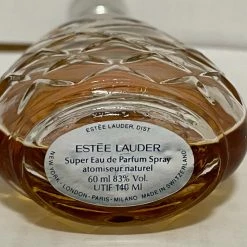 ESTÉE LAUDER, DIST.
ESTĒE LAUDER
Super Eau de Parfum Spray
atomiseur naturel
60 ml 83% Vol.
UTIF 140 Ml
NEW YORK - LONDON - PARIS - MILANO MADE IN SWITZERLAND